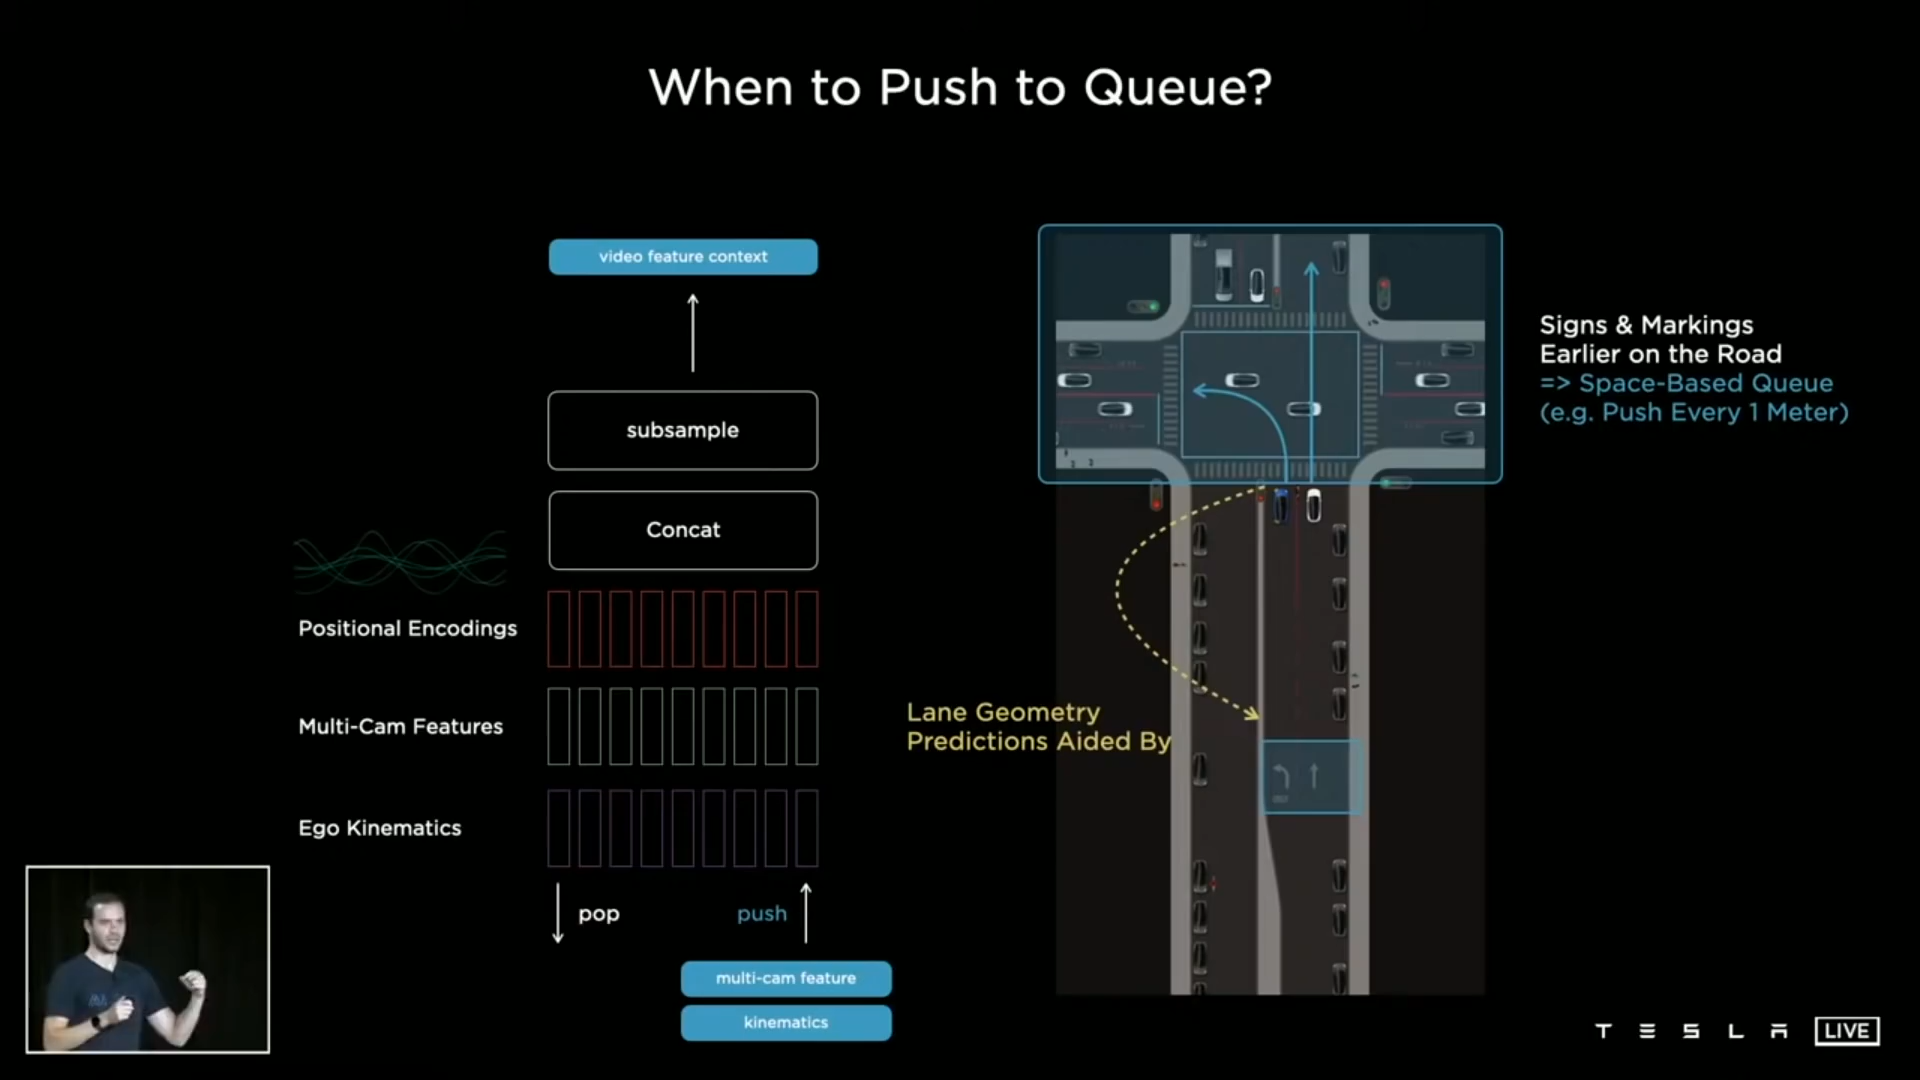 When to Push to Queue?
video feature context
subsample
Concat
Positional Encodings
Multi-Cam Features
Ego Kinematics
pop
push
multi-cam feature
kinematics
Lane Geometry
Predictions Aided By
Signs & Markings
Earlier on the Road
=> Space-Based Queue
(e.g. Push Every 1 Meter)
TESLA LIVE